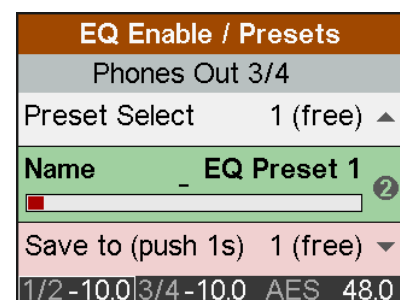 EQ Enable / Presets
Phones Out 3/4
Preset Select 1 (free)
Name _ EQ Preset 1
2
Save to (push 1s) 1 (free)
1/2 -10.0 3/4 -10.0 AES 48.0